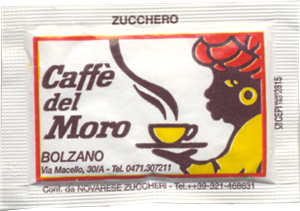 ZUCCHERO
Caffè
del
Moro
BOLZANO
Via Macello, 30/A - Tel. 0471.307211
Conf. da NOVARESE ZUCCHERI - Tel.++39-321-468631